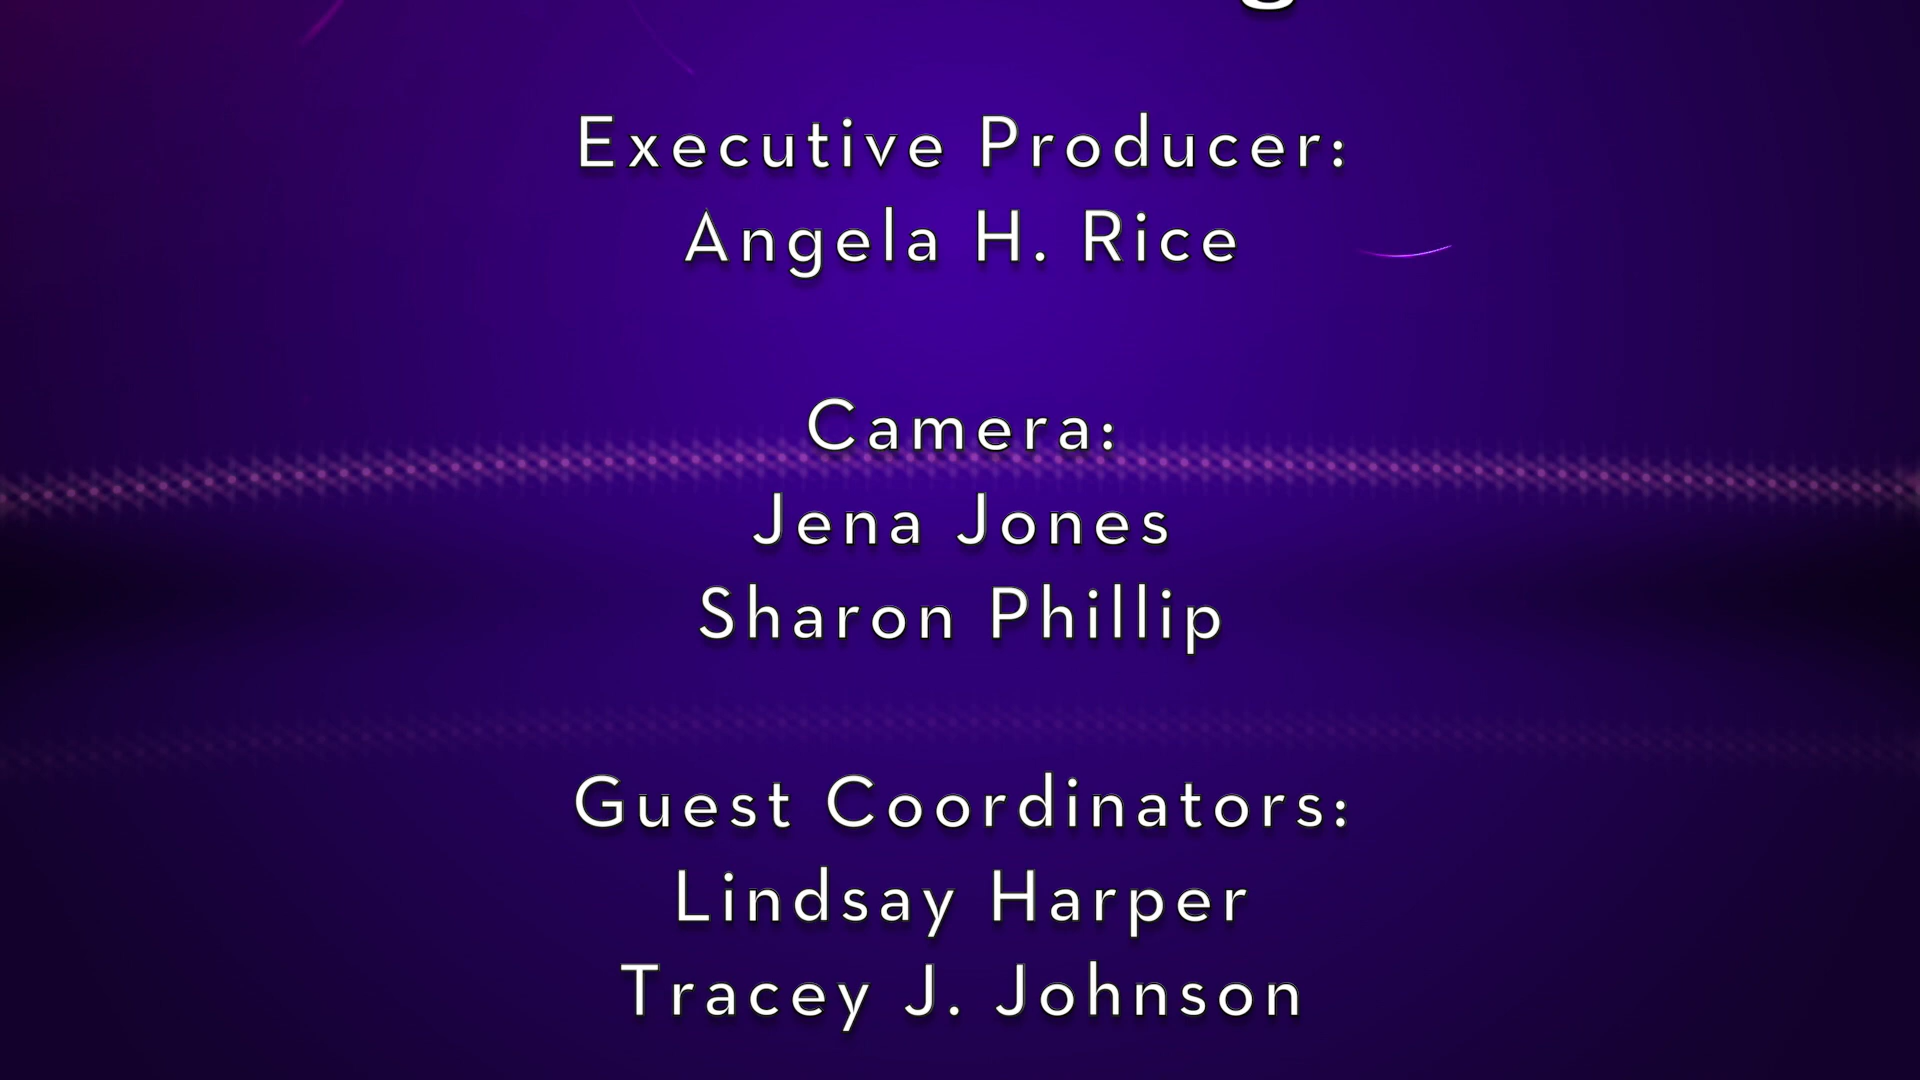 Executive Producer:
Angela H. Rice
Camera:
Jena Jones
Sharon Phillip
Guest Coordinators:
Lindsay Harper
Tracey J. Johnson